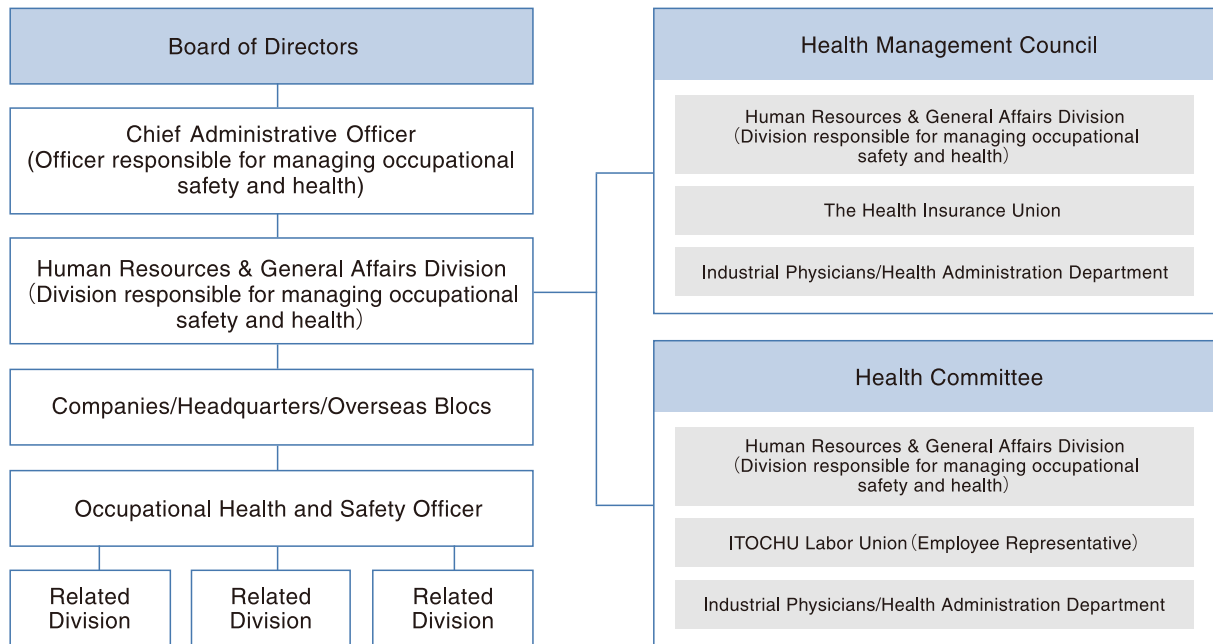 Board of Directors
Chief Administrative Officer
(Officer responsible for managing occupational
safety and health)
Human Resources & General Affairs Division
（Division responsible for managing occupational
safety and health）
Companies/Headquarters/Overseas Blocs
Occupational Health and Safety Officer
Related
Division
Related
Division
Related
Division
Health Management Council
Human Resources & General Affairs Division
（Division responsible for managing occupational
safety and health）
The Health Insurance Union
Industrial Physicians/Health Administration Department
Health Committee
Human Resources & General Affairs Division
（Division responsible for managing occupational
safety and health）
ITOCHU Labor Union（Employee Representative）
Industrial Physicians/Health Administration Department